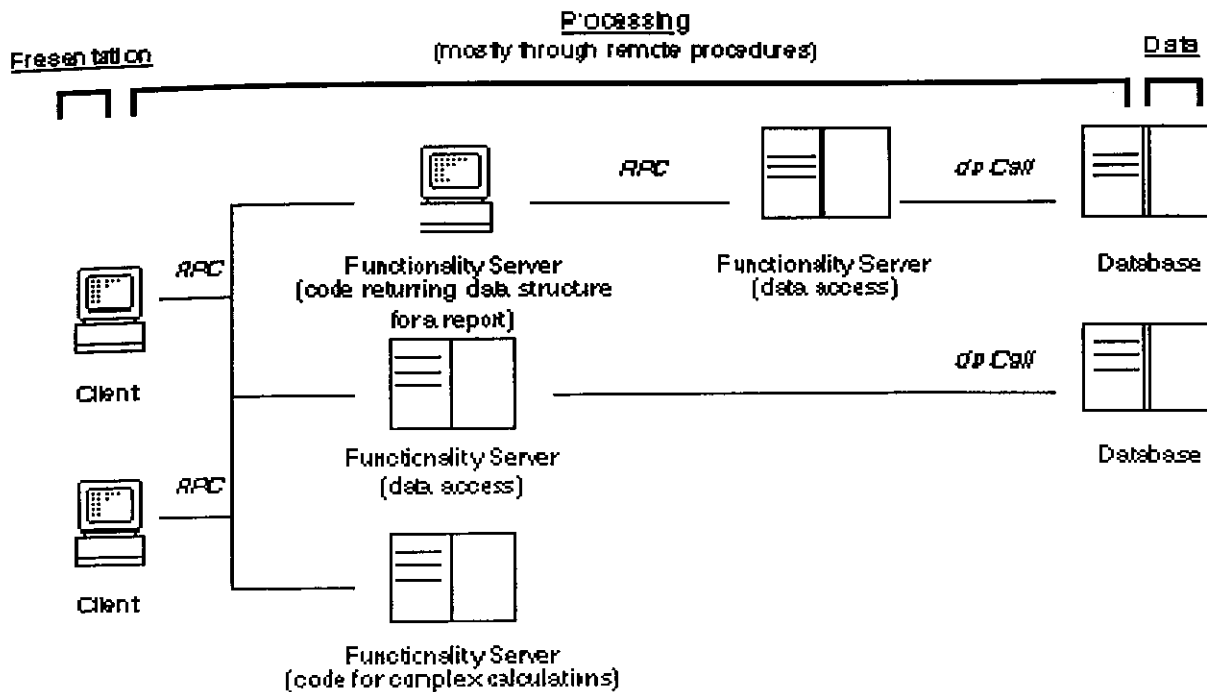 Processing
(mostly through remote procedures)
Presentation
Data
RPC
db Call
Functionality Server
(code returning data structure
for a report)
Functionality Server
(data access)
Database
RPC
Client
db Call
Functionality Server
(data access)
Database
RPC
Client
Functionality Server
(code for complex calculations)